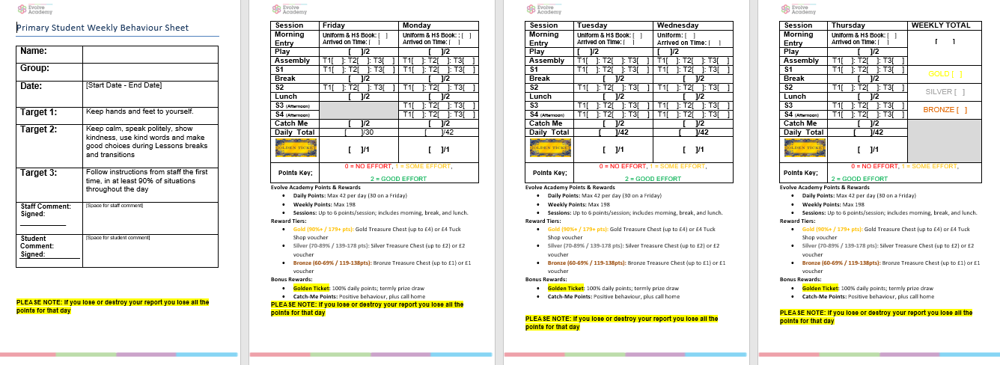 Evolve
Academy
Primary Student Weekly Behaviour Sheet
Name:
Group:
Date: [Start Date - End Date]
Target 1: Keep hands and feet to yourself.
Target 2: Keep calm, speak politely, show
kindness, use kind words and make
good choices during Lessons breaks
and transitions
Target 3: Follow instructions from staff the first
time, in at least 90% of situations
throughout the day
Staff Comment: [Space for staff comment]
Signed:
Student [Space for student comment]
Comment:
Signed:
PLEASE NOTE: If you lose or destroy your report you lose all the
points for that day
Evolve
Academy
Session Friday Monday
Morning Uniform & HS Book: [ ] Uniform & HS Book: : [ ]
Entry Arrived on Time: [ ] Arrived on Time: [ ]
Play [ ]/2 [ ]/2
Assembly T1[ ]: T2[ ]: T3[ ] T1[ ]: T2[ ]: T3[ ]
S1 T1[ ]: T2[ ]: T3[ ] T1[ ]: T2[ ]: T3[ ]
Break [ ]/2 [ ]/2
S2 T1[ ]: T2[ ]: T3[ ] T1[ ]: T2[ ]: T3[ ]
Lunch [ ]/2 [ ]/2
S3 (Afternoon) T1[ ]: T2[ ]: T3[ ]
S4 (Afternoon) T1[ ]: T2[ ]: T3[ ]
Catch Me [ ]/2 [ ]/2
Daily Total [ ]/30 [ ]/42
GOLDEN TICKET [ ]/1 [ ]/1
Points Key; 0 = NO EFFORT, 1 = SOME EFFORT,
2 = GOOD EFFORT
Evolve Academy Points & Rewards
• Daily Points: Max 42 per day (30 on a Friday)
• Weekly Points: Max 198
• Sessions: Up to 6 points/session; includes morning, break, and lunch.
Reward Tiers:
• Gold (90%+ / 179+ pts): Gold Treasure Chest (up to £4) or £4 Tuck
Shop voucher
• Silver (70-89% / 139-178 pts): Silver Treasure Chest (up to £2) or £2
voucher
• Bronze (60-69% / 119-138pts): Bronze Treasure Chest (up to £1) or £1
voucher
Bonus Rewards:
• Golden Ticket: 100% daily points; termly prize draw
• Catch-Me Points: Positive behaviour, plus call home
PLEASE NOTE: If you lose or destroy your report you lose all the
points for that day
Evolve
Academy
Session Tuesday Wednesday
Morning Uniform & HS Book: [ ] Uniform: [ ]
Entry Arrived on Time: [ ] Arrived on Time: [ ]
Play [ ]/2 [ ]/2
Assembly T1[ ]: T2[ ]: T3[ ] T1[ ]: T2[ ]: T3[ ]
S1 T1[ ]: T2[ ]: T3[ ] T1[ ]: T2[ ]: T3[ ]
Break [ ]/2 [ ]/2
S2 T1[ ]: T2[ ]: T3[ ] T1[ ]: T2[ ]: T3[ ]
Lunch [ ]/2 [ ]/2
S3 (Afternoon) T1[ ]: T2[ ]: T3[ ] T1[ ]: T2[ ]: T3[ ]
S4 (Afternoon) T1[ ]: T2[ ]: T3[ ] T1[ ]: T2[ ]: T3[ ]
Catch Me [ ]/2 [ ]/2
Daily Total [ ]/42 [ ]/42
GOLDEN TICKET [ ]/1 [ ]/1
Points Key; 0 = NO EFFORT, 1 = SOME EFFORT,
2 = GOOD EFFORT
Evolve Academy Points & Rewards
• Daily Points: Max 42 per day (30 on a Friday)
• Weekly Points: Max 198
• Sessions: Up to 6 points/session; includes morning, break, and lunch.
Reward Tiers:
• Gold (90%+ / 179+ pts): Gold Treasure Chest (up to £4) or £4 Tuck
Shop voucher
• Silver (70-89% / 139-178 pts): Silver Treasure Chest (up to £2) or £2
voucher
• Bronze (60-69% / 119-138pts): Bronze Treasure Chest (up to £1) or £1
voucher
Bonus Rewards:
• Golden Ticket: 100% daily points; termly prize draw
• Catch-Me Points: Positive behaviour, plus call home
PLEASE NOTE: If you lose or destroy your report you lose all the
points for that day
Evolve
Academy
Session Thursday WEEKLY TOTAL
Morning Uniform & HS Book: [ ] [ ]
Entry Arrived on Time: [ ]
Play [ ]/2
Assembly T1[ ]: T2[ ]: T3[ ]
S1 T1[ ]: T2[ ]: T3[ ] GOLD [ ]
Break [ ]/2
S2 T1[ ]: T2[ ]: T3[ ] SILVER [ ]
Lunch [ ]/2
S3 (Afternoon) T1[ ]: T2[ ]: T3[ ] BRONZE [ ]
S4 (Afternoon) T1[ ]: T2[ ]: T3[ ]
Catch Me [ ]/2
Daily Total [ ]/42
GOLDEN TICKET [ ]/1
Points Key; 0 = NO EFFORT, 1 = SOME EFFORT,
2 = GOOD EFFORT
Evolve Academy Points & Rewards
• Daily Points: Max 42 per day (30 on a Friday)
• Weekly Points: Max 198
• Sessions: Up to 6 points/session; includes morning, break, and lunch.
Reward Tiers:
• Gold (90%+ / 179+ pts): Gold Treasure Chest (up to £4) or £4 Tuck
Shop voucher
• Silver (70-89% / 139-178 pts): Silver Treasure Chest (up to £2) or £2
voucher
• Bronze (60-69% / 119-138pts): Bronze Treasure Chest (up to £1) or £1
voucher
Bonus Rewards:
• Golden Ticket: 100% daily points; termly prize draw
• Catch-Me Points: Positive behaviour, plus call home
PLEASE NOTE: If you lose or destroy your report you lose all the
points for that day